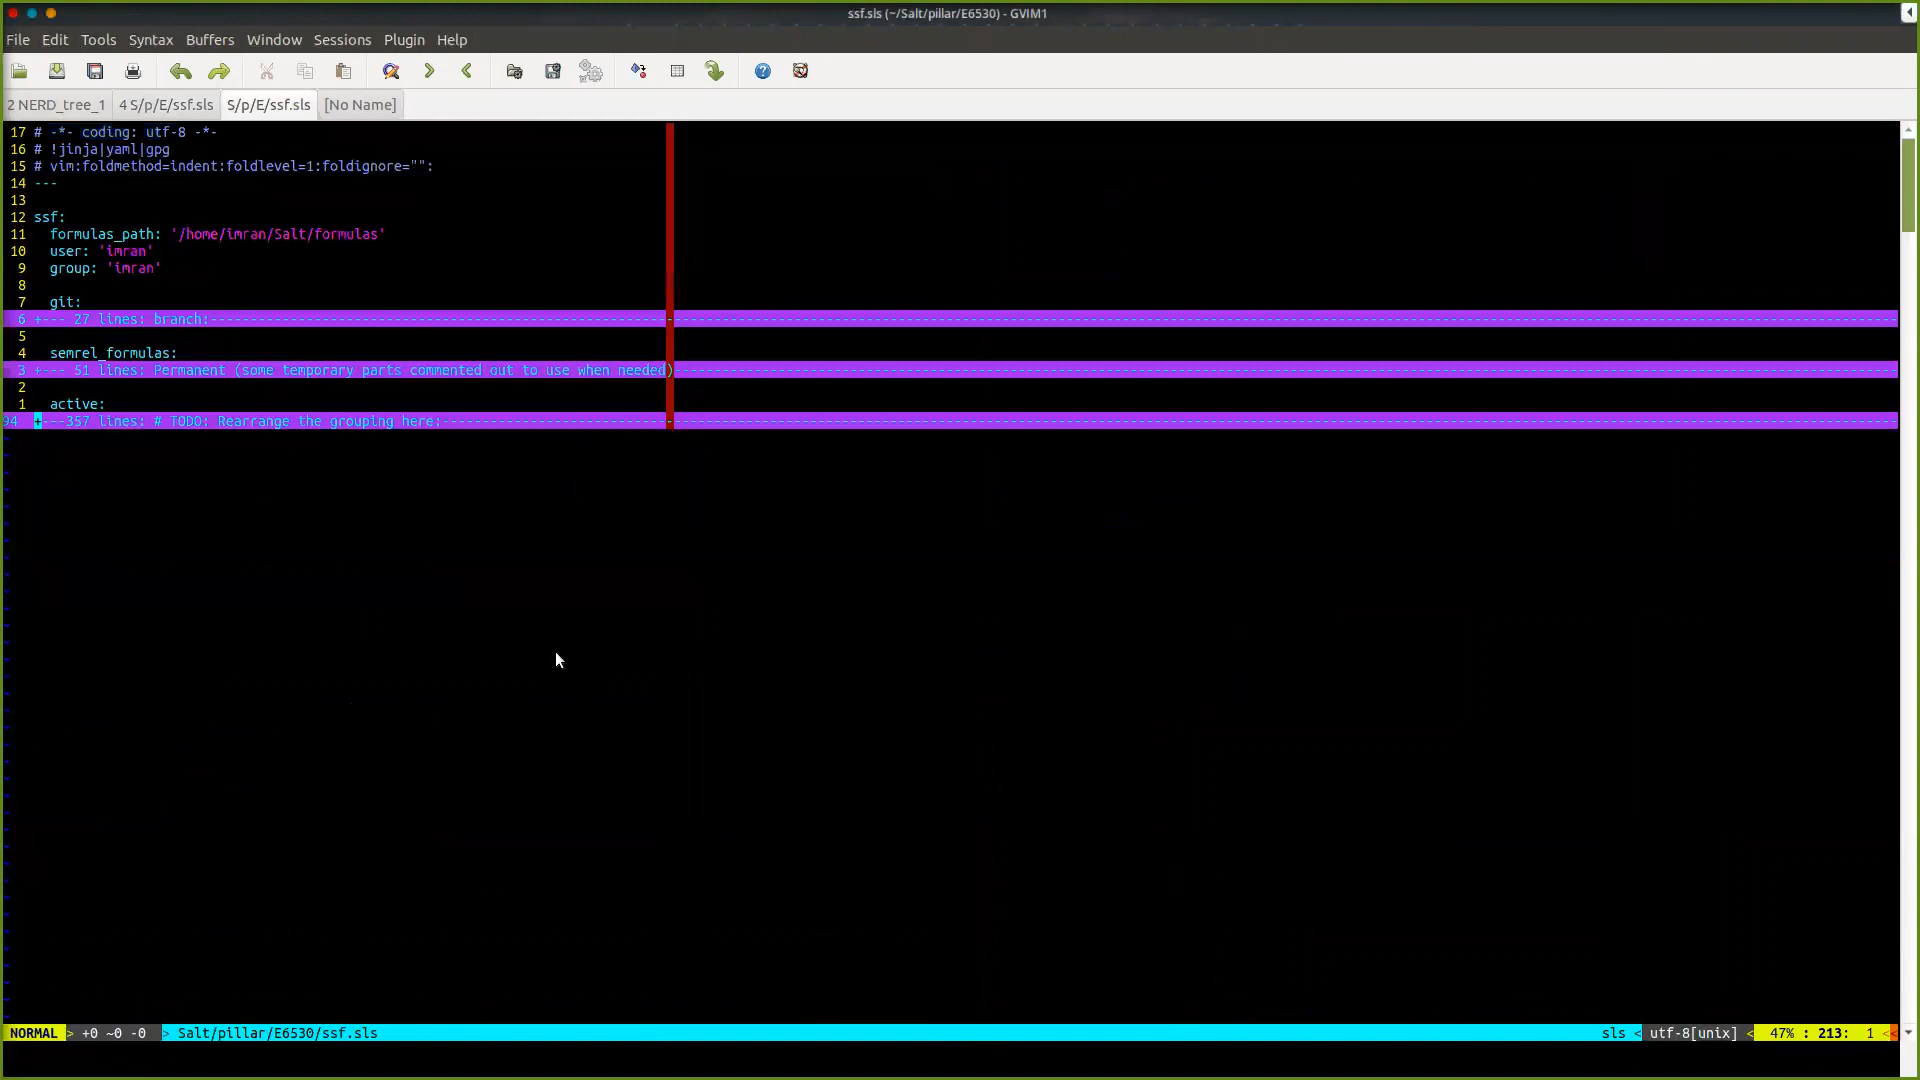 ssf.sls (~/Salt/pillar/E6530) - GVIM1
File Edit Tools Syntax Buffers Window Sessions Plugin Help
2 NERD_tree_1 4 S/p/E/ssf.sls S/p/E/ssf.sls [No Name]
17 # -*- coding: utf-8 -*-
16 # !jinja|yaml|gpg
15 # vim:foldmethod=indent:foldlevel=1:foldignore="":
14 ---
13
12 ssf:
11 formulas_path: '/home/imran/Salt/formulas'
10 user: 'imran'
9 group: 'imran'
8
7 git:
6 +--- 27 lines: branch:---
5
4 semrel_formulas:
3 +--- 51 lines: Permanent (some temporary parts commented out to use when needed)---
2
1 active:
94 +---357 lines: # TODO: Rearrange the grouping here:---
NORMAL > +0 ~0 -0 > Salt/pillar/E6530/ssf.sls sls < utf-8[unix] < 47% : 213: 1 <<